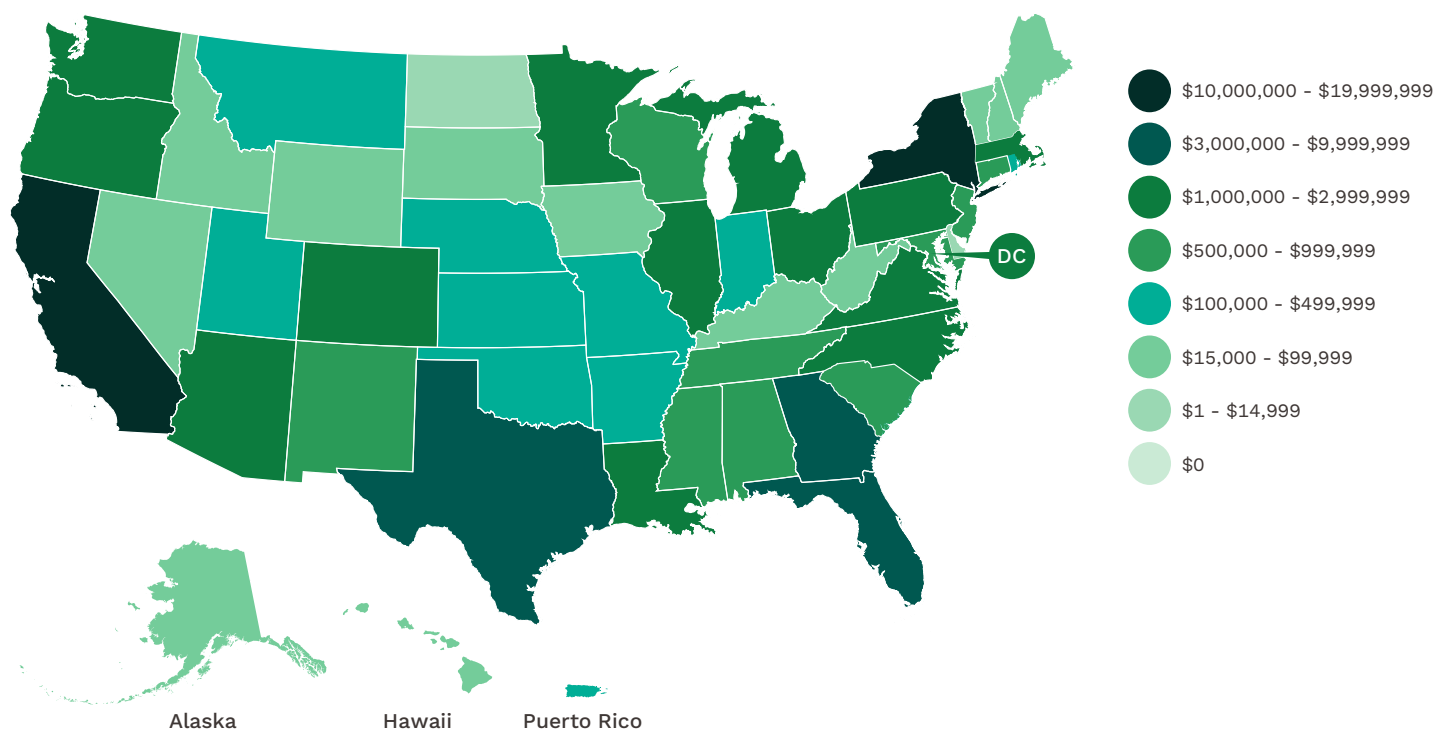 $10,000,000 - $19,999,999
$3,000,000 - $9,999,999
$1,000,000 - $2,999,999
DC
$500,000 - $999,999
$100,000 - $499,999
$15,000 - $99,999
$1 - $14,999
$0
Alaska
Hawaii
Puerto Rico